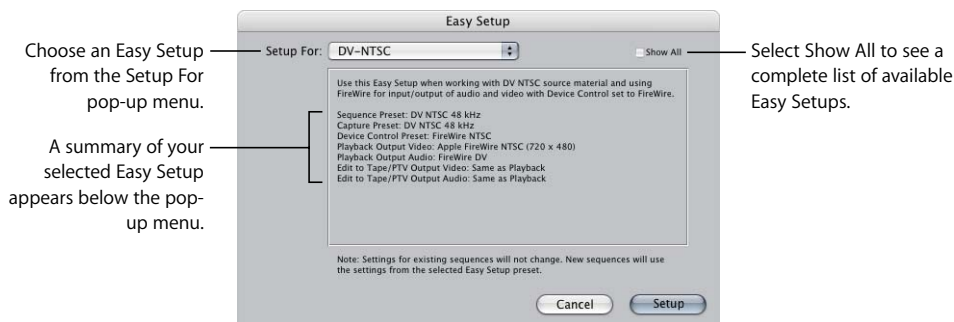 Easy Setup
Choose an Easy Setup
from the Setup For
pop-up menu.
Setup For:
DV-NTSC
Show All
Select Show All to see a
complete list of available
Easy Setups.
Use this Easy Setup when working with DV NTSC source material and using
FireWire for input/output of audio and video with Device Control set to FireWire.
A summary of your
selected Easy Setup
appears below the pop-
up menu.
Sequence Preset: DV NTSC 48 kHz
Capture Preset: DV NTSC 48 kHz
Device Control Preset: FireWire NTSC
Playback Output Video: Apple FireWire NTSC (720 x 480)
Playback Output Audio: FireWire DV
Edit to Tape/PTV Output Video: Same as Playback
Edit to Tape/PTV Output Audio: Same as Playback
Note: Settings for existing sequences will not change. New sequences will use
the settings from the selected Easy Setup preset.
Cancel
Setup